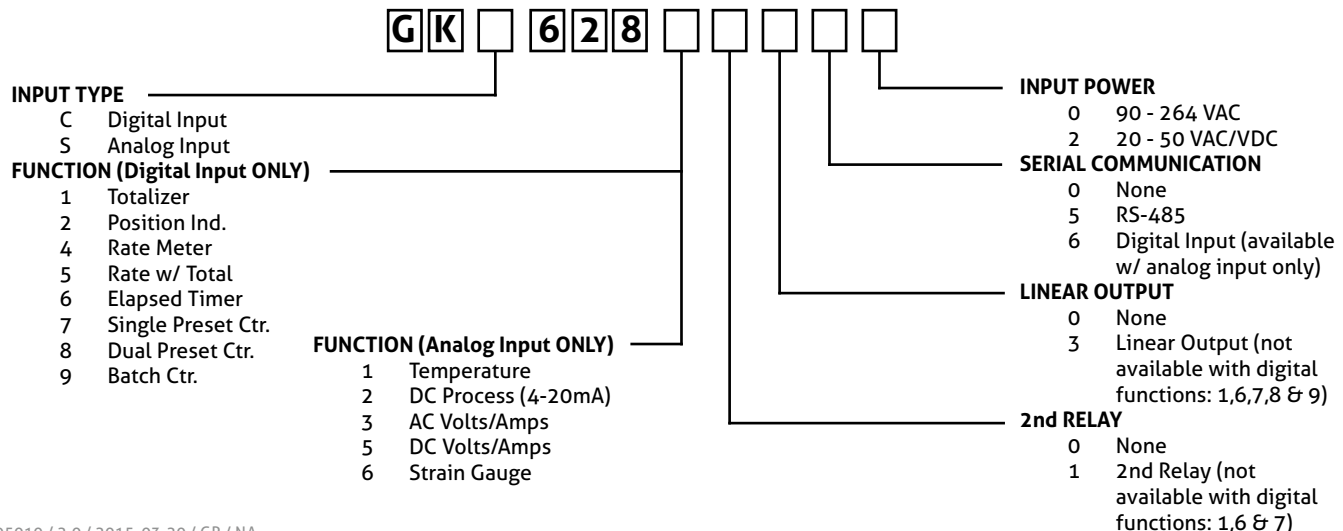 GK 628
INPUT TYPE
C Digital Input
S Analog Input
FUNCTION (Digital Input ONLY)
1 Totalizer
2 Position Ind.
4 Rate Meter
5 Rate w/ Total
6 Elapsed Timer
7 Single Preset Ctr.
8 Dual Preset Ctr.
9 Batch Ctr.
FUNCTION (Analog Input ONLY)
1 Temperature
2 DC Process (4-20mA)
3 AC Volts/Amps
5 DC Volts/Amps
6 Strain Gauge
INPUT POWER
0 90 - 264 VAC
2 20 - 50 VAC/VDC
SERIAL COMMUNICATION
0 None
5 RS-485
6 Digital Input (available
w/ analog input only)
LINEAR OUTPUT
0 None
3 Linear Output (not
available with digital
functions: 1,6,7,8 & 9)
2nd RELAY
0 None
1 2nd Relay (not
available with digital
functions: 1,6 & 7)